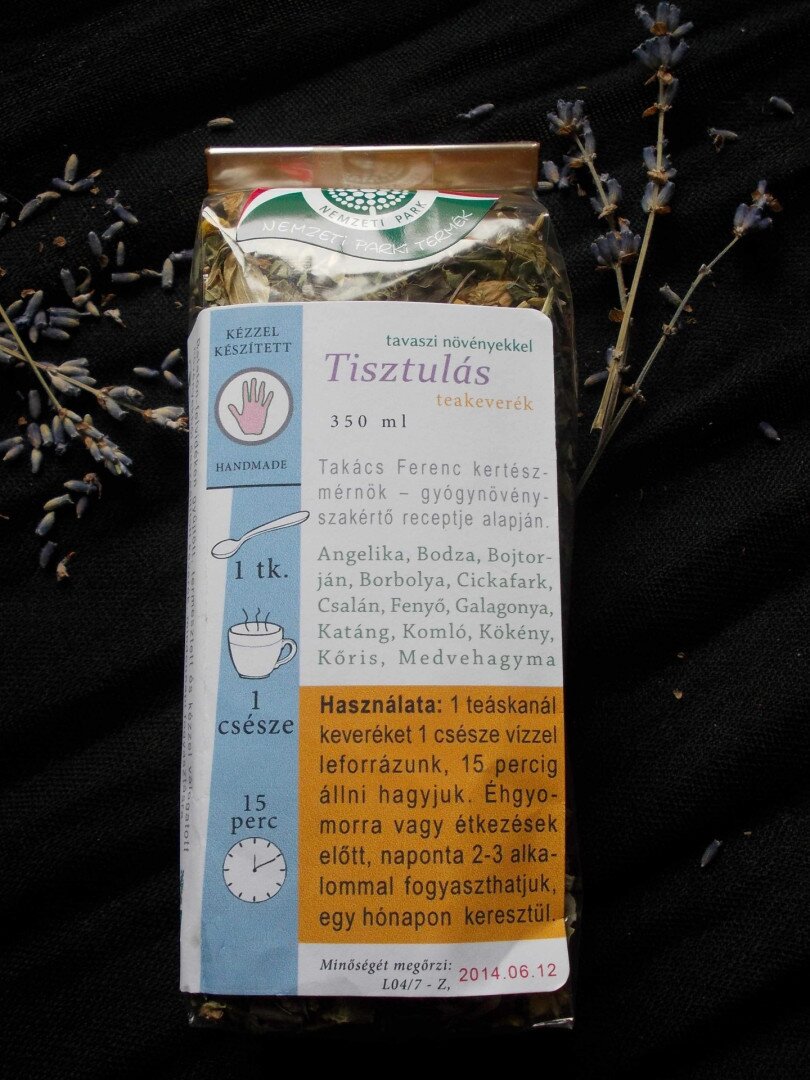 NEMZETI PARK
NEMZETI PARKI TERMÉK
KÉZZEL
KÉSZÍTETT
HANDMADE
1 tk.
1
csésze
15
perc
tavaszi növényekkel
Tisztulás
teakeverék
350 ml
Takács Ferenc kertész-
mérnök – gyógynövény-
szakértő receptje alapján.
Angelika, Bodza, Bojtor-
ján, Borbolya, Cickafark,
Csalán, Fenyő, Galagonya,
Katáng, Komló, Kökény,
Kőris, Medvehagyma
Használata: 1 teáskanál
keveréket 1 csésze vízzel
leforrázunk, 15 percig
állni hagyjuk. Éhgyo-
morra vagy étkezések
előtt, naponta 2-3 alka-
lommal fogyaszthatjuk,
egy hónapon keresztül.
Minőségét megőrzi: 2014.06.12
L04/7 - Z,